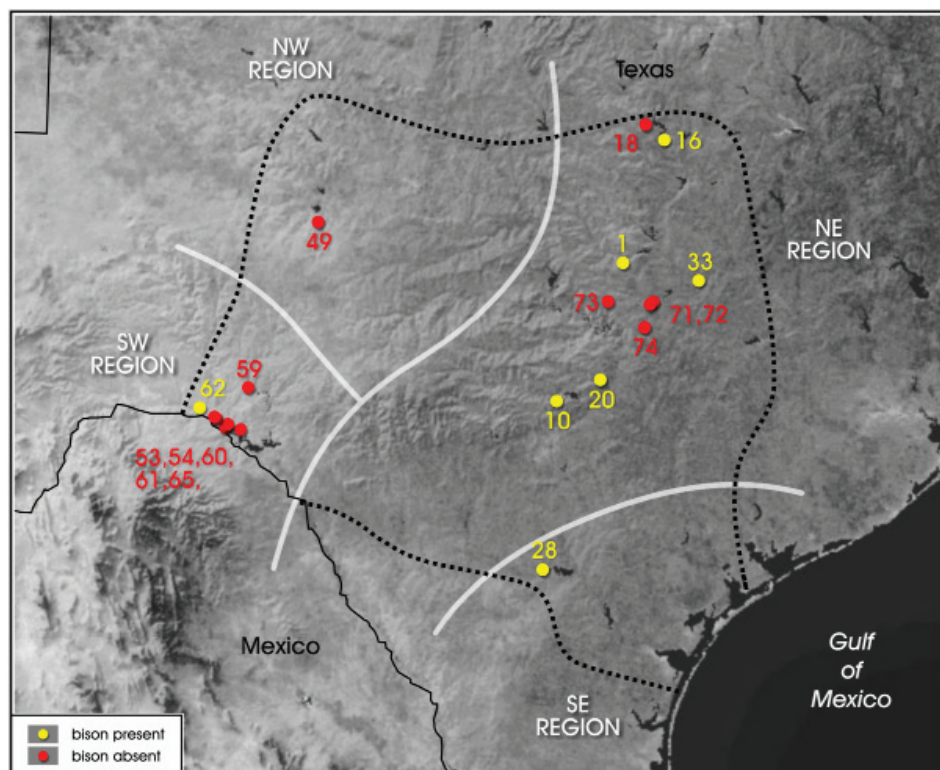 NW
REGION
Texas
18
16
49
1
33
NE
REGION
73
71,72
74
SW
REGION
59
62
20
10
53,54,60,
61,65,
28
Mexico
Gulf
of
Mexico
SE
REGION
bison present
bison absent